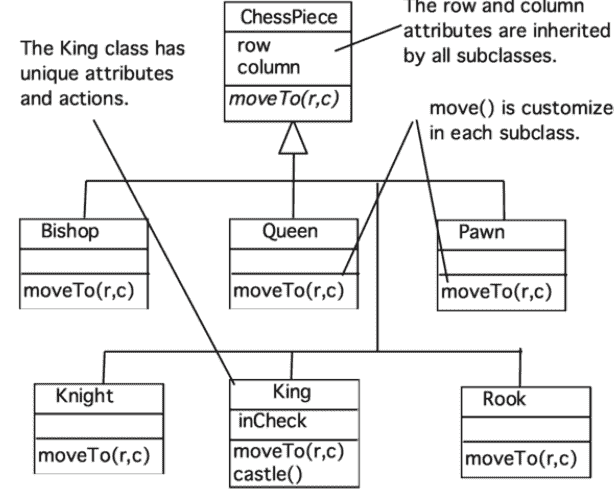 ChessPiece
row
column
moveTo(r,c)
The row and column
attributes are inherited
by all subclasses.
The King class has
unique attributes
and actions.
move() is customize
in each subclass.
Bishop
moveTo(r,c)
Queen
moveTo(r,c)
Pawn
moveTo(r,c)
Knight
moveTo(r,c)
King
inCheck
moveTo(r,c)
castle()
Rook
moveTo(r,c)